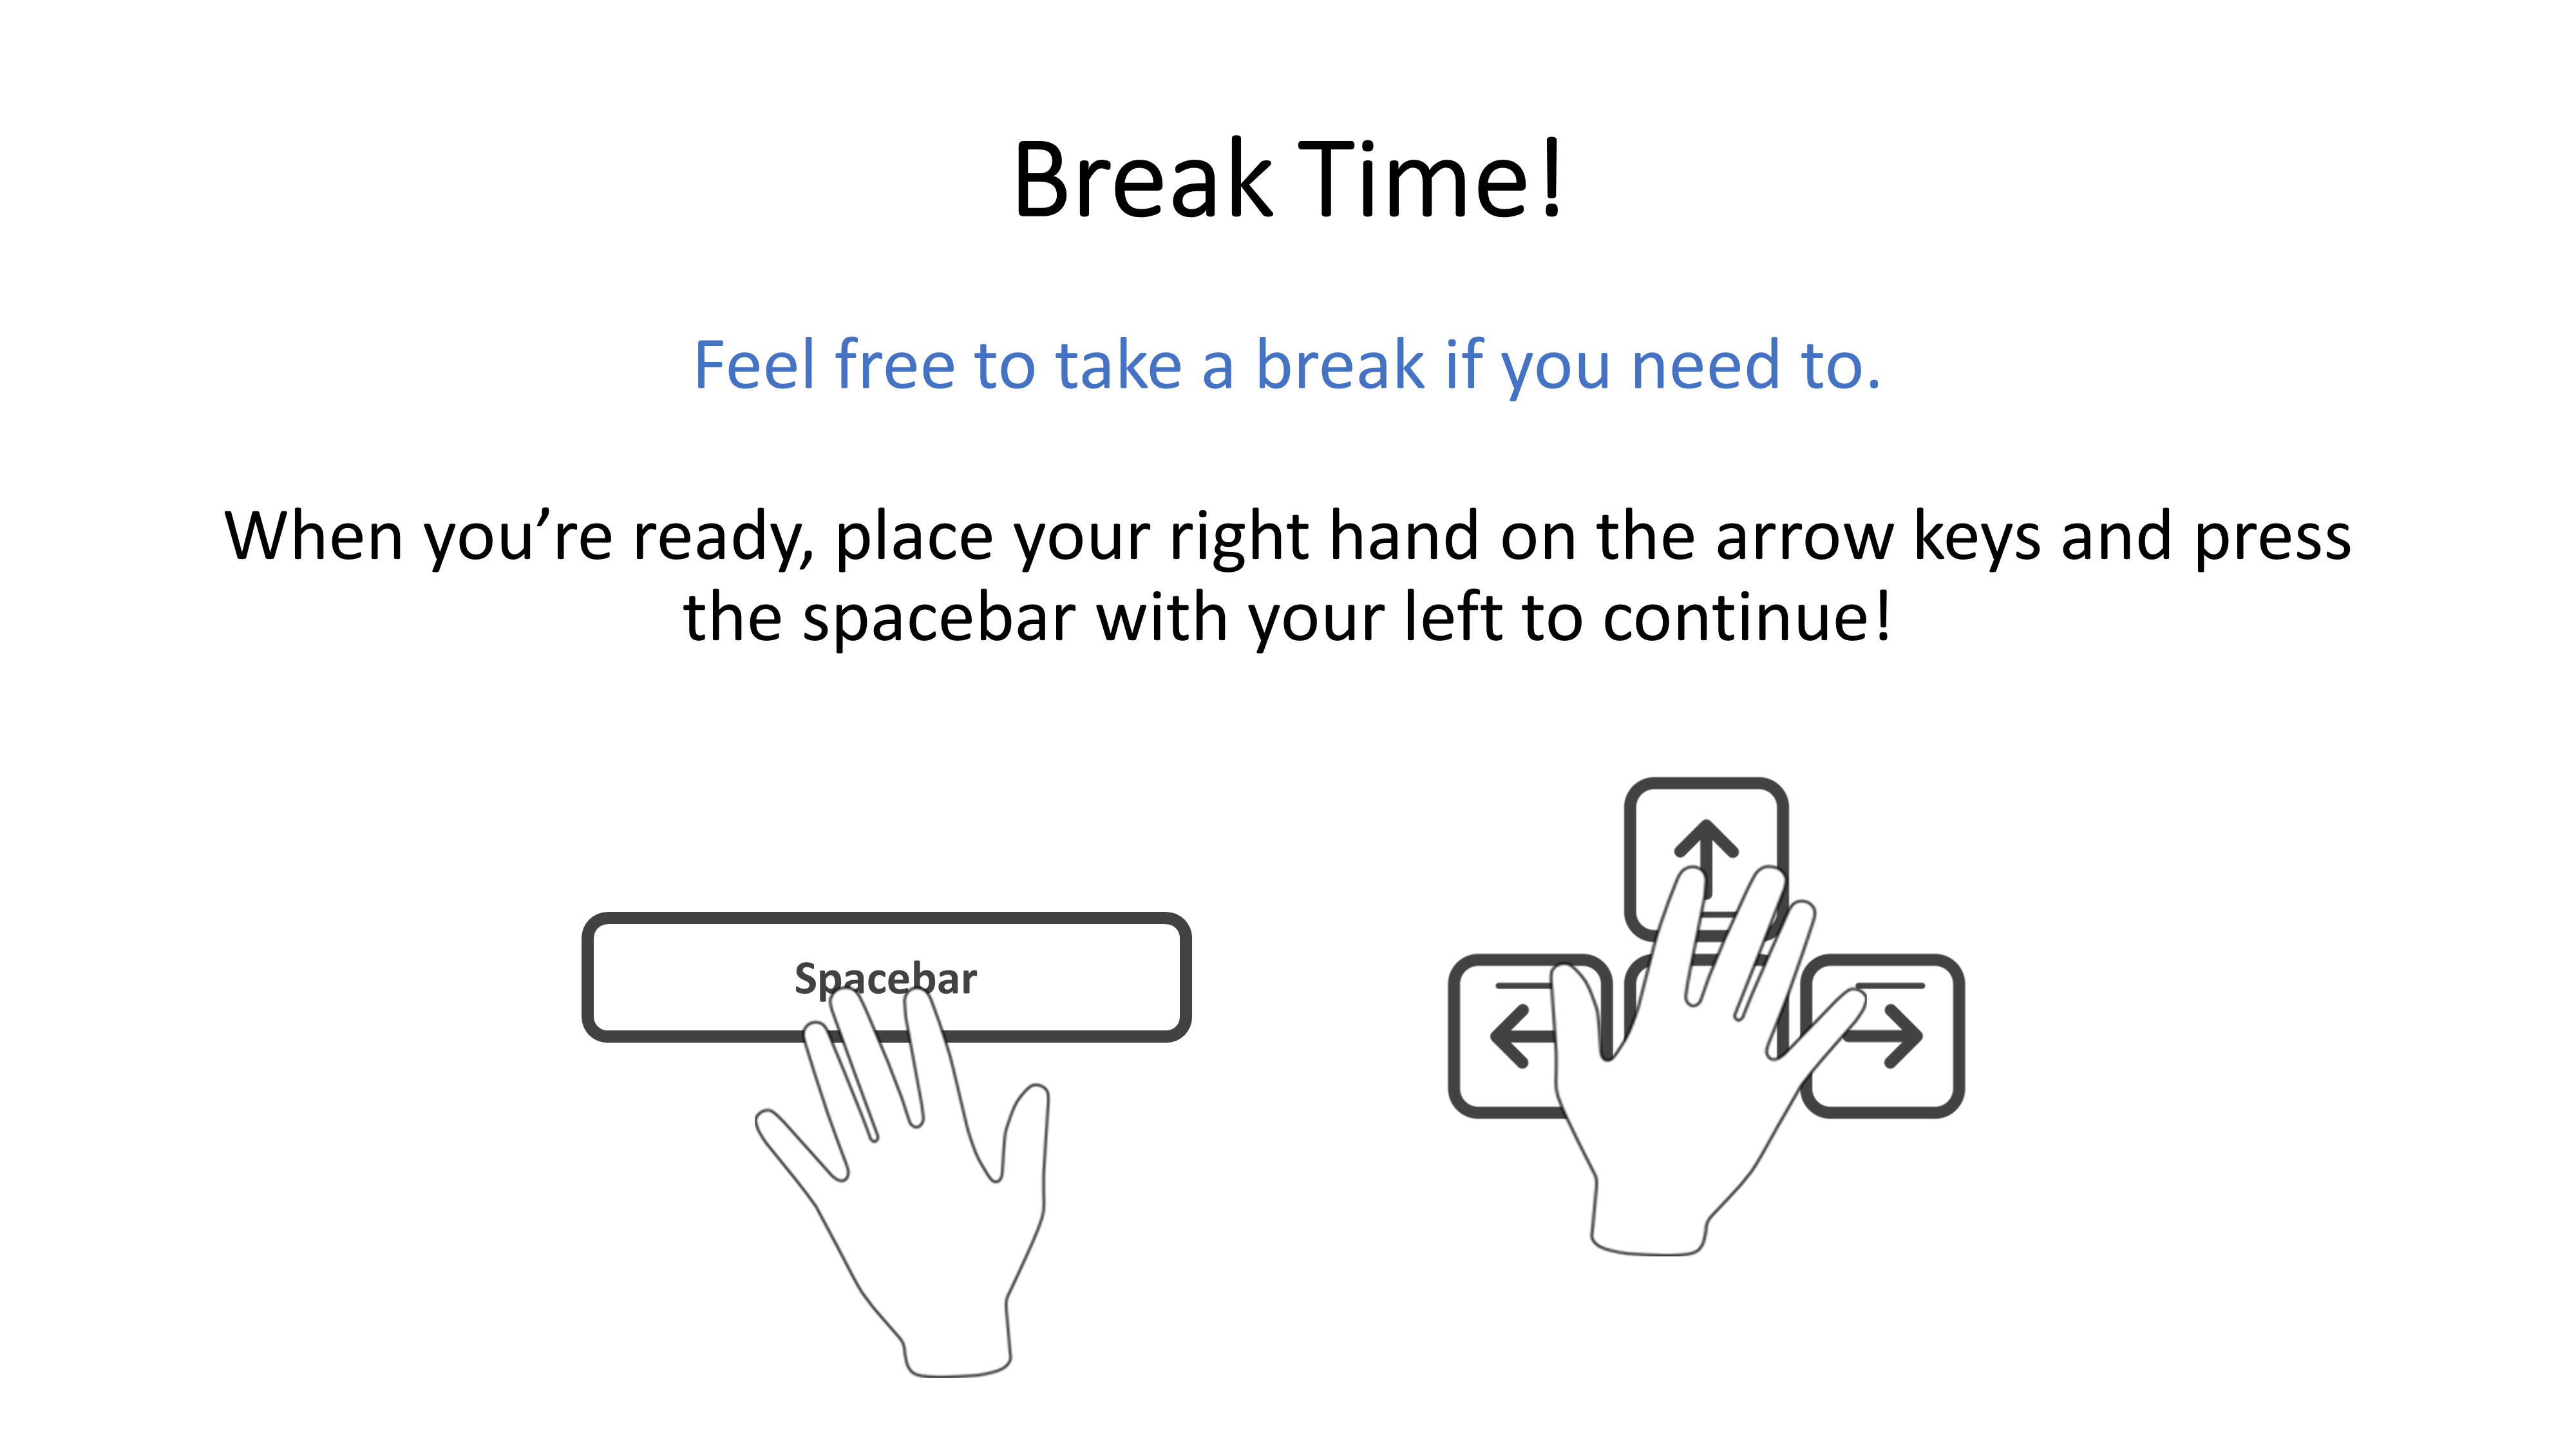 Break Time!
Feel free to take a break if you need to.
When you’re ready, place your right hand on the arrow keys and press
the spacebar with your left to continue!
Spacebar